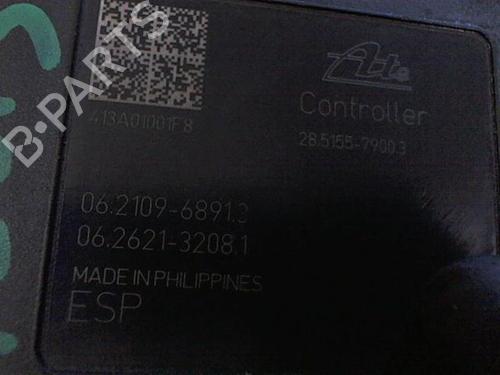 Ate
Controller
413A01001F8
28.5155-7900.3
06.2109-6891.3
06.2621-3208.1
MADE IN PHILIPPINES
ESP
B-PARTS